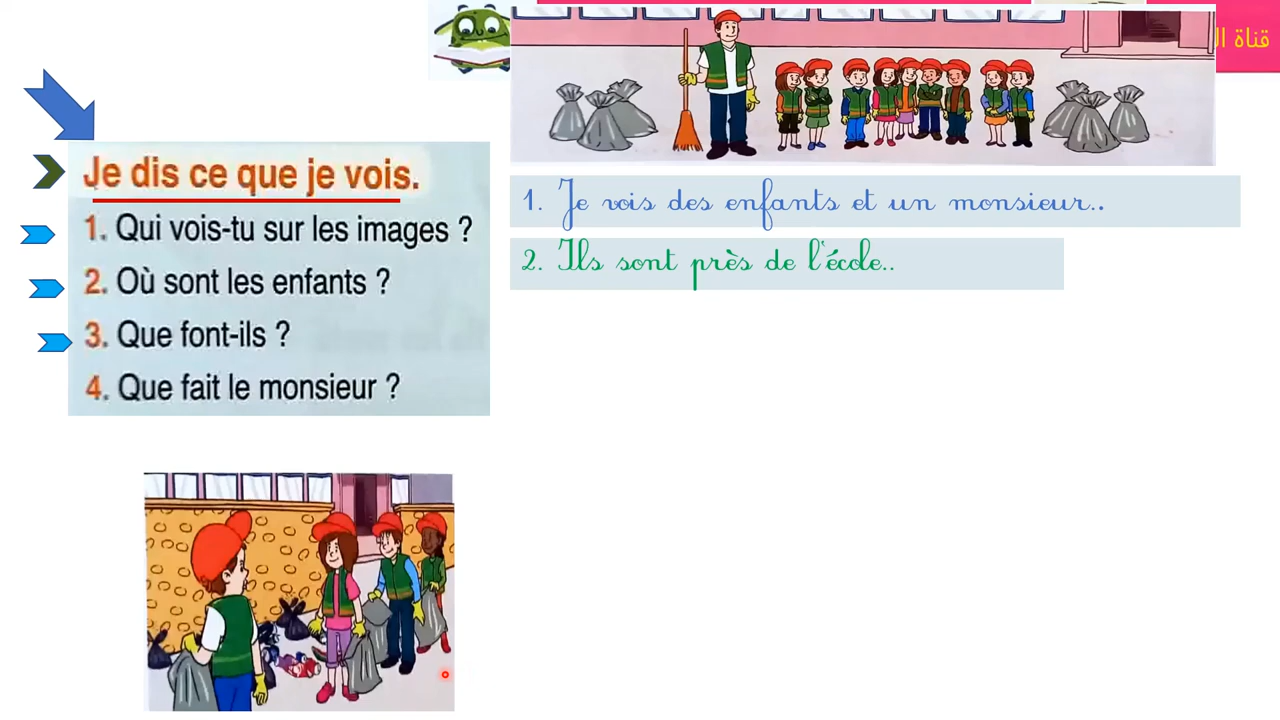 قناة
Je dis ce que je vois.
1. Qui vois-tu sur les images ?
2. Où sont les enfants ?
3. Que font-ils ?
4. Que fait le monsieur ?
1. Je vois des enfants et un monsieur..
2. Ils sont près de l'école..